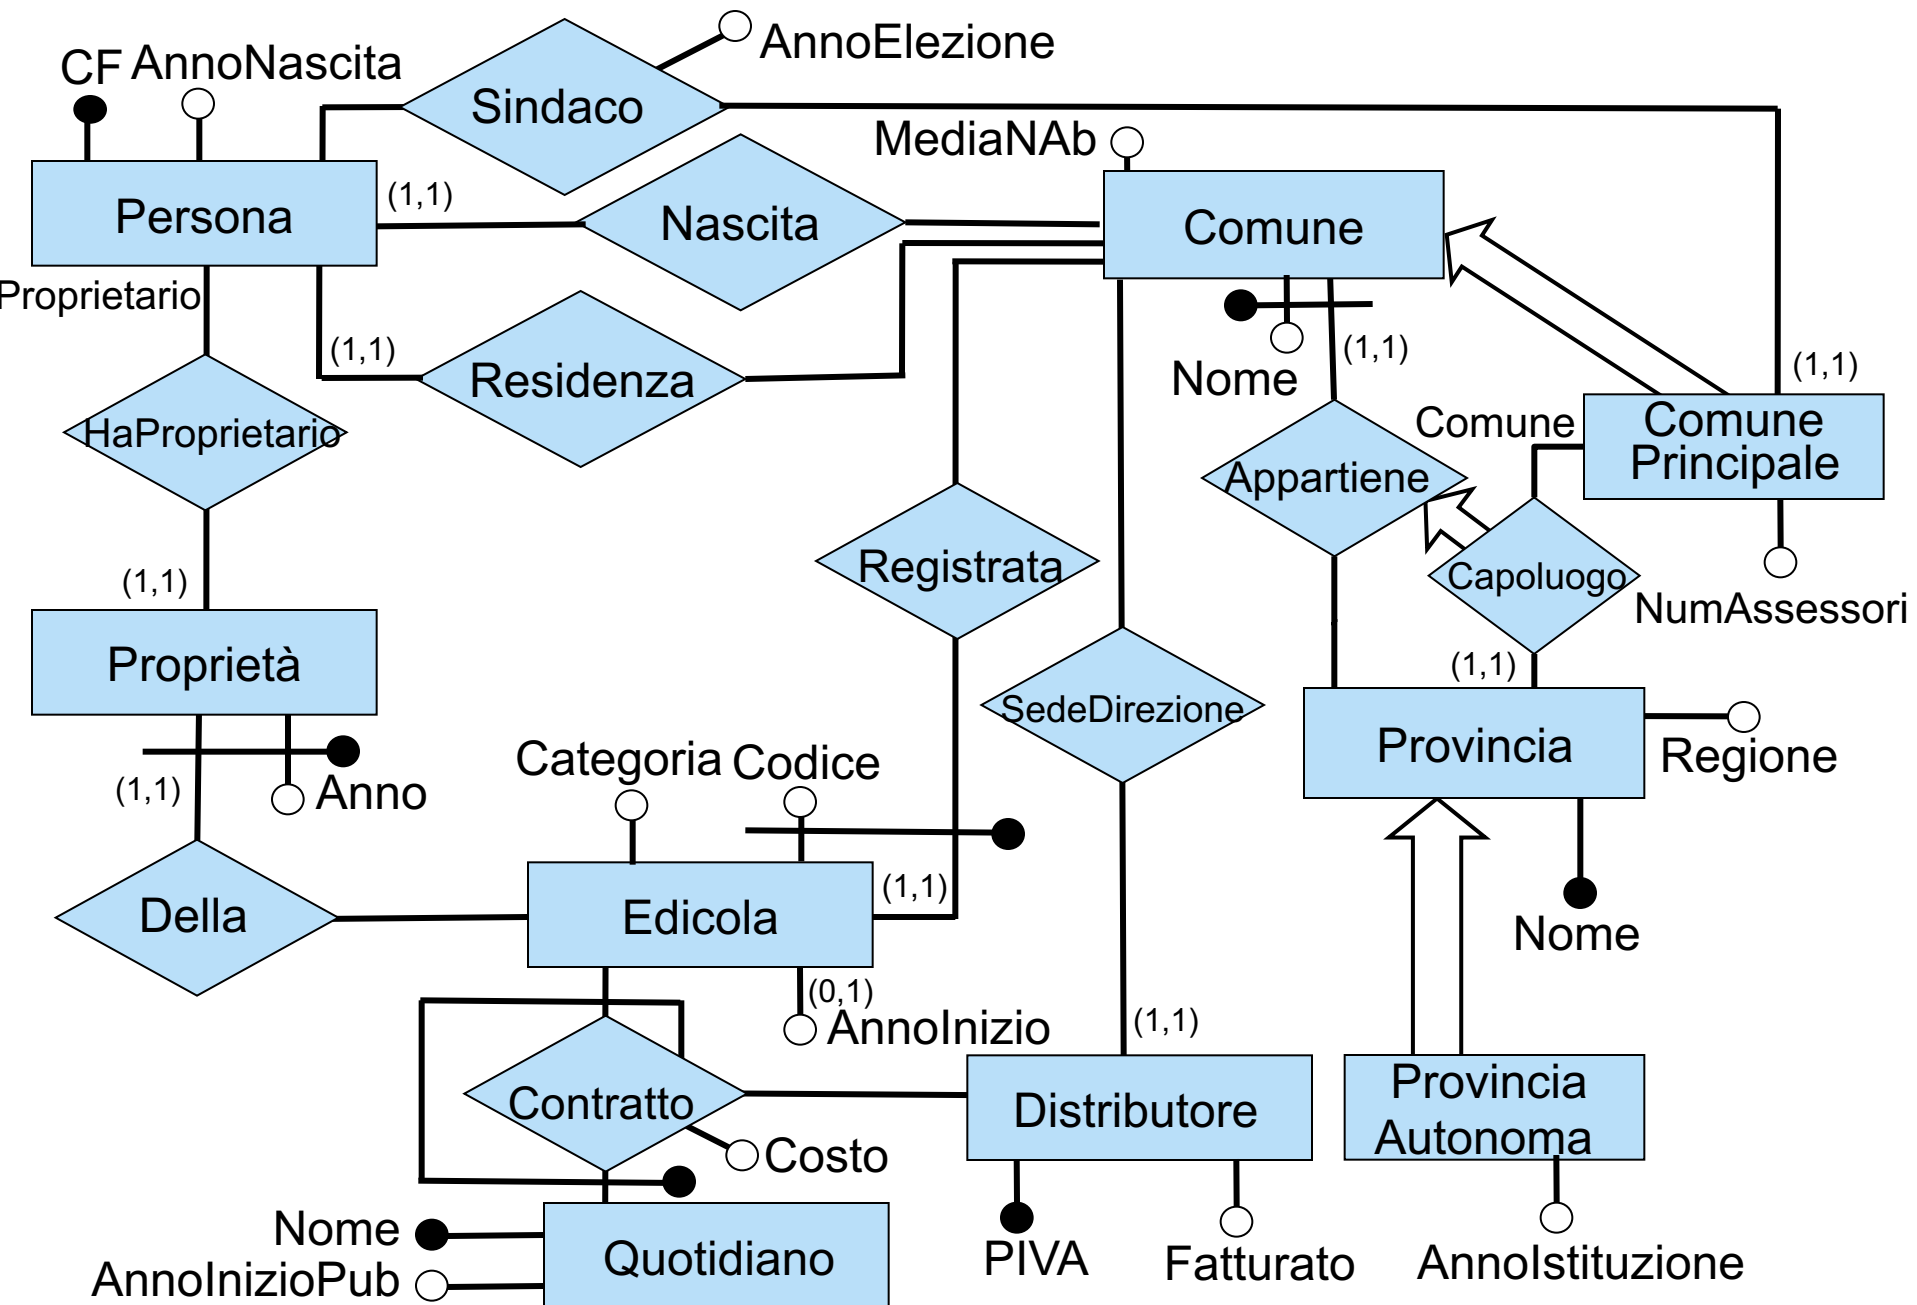 AnnoElezione
CF AnnoNascita
Sindaco
MediaNAb
Persona
(1,1)
Nascita
Comune
Proprietario
(1,1)
Residenza
Nome
(1,1)
(1,1)
HaProprietario
Comune
Comune
Principale
Appartiene
Registrata
Capoluogo
(1,1)
NumAssessori
Proprietà
(1,1)
SedeDirezione
Provincia
Regione
(1,1)
Anno
Categoria
Codice
Della
Edicola
(1,1)
Nome
(0,1)
AnnoInizio
(1,1)
Contratto
Distributore
Provincia
Autonoma
Costo
Nome
AnnoInizioPub
Quotidiano
PIVA
Fatturato
AnnoIstituzione